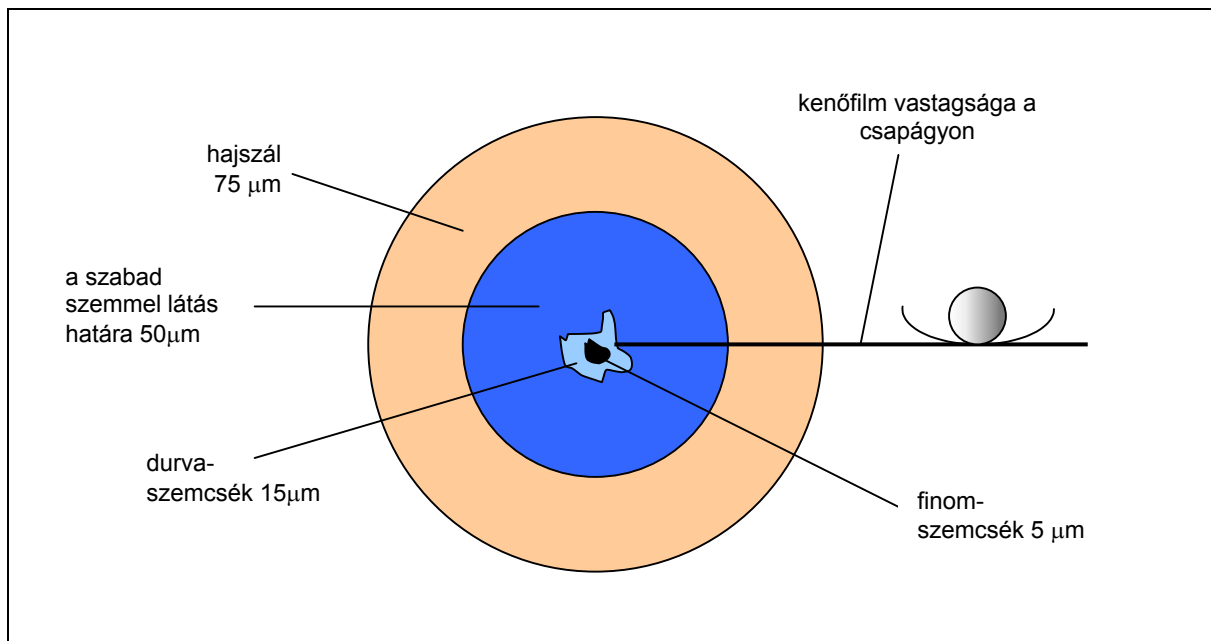 kenőfilm vastagsága a
csapágyon
hajszál
75 μm
a szabad
szemmel látás
határa 50μm
durva-
szemcsék 15μm
finom-
szemcsék 5 μm